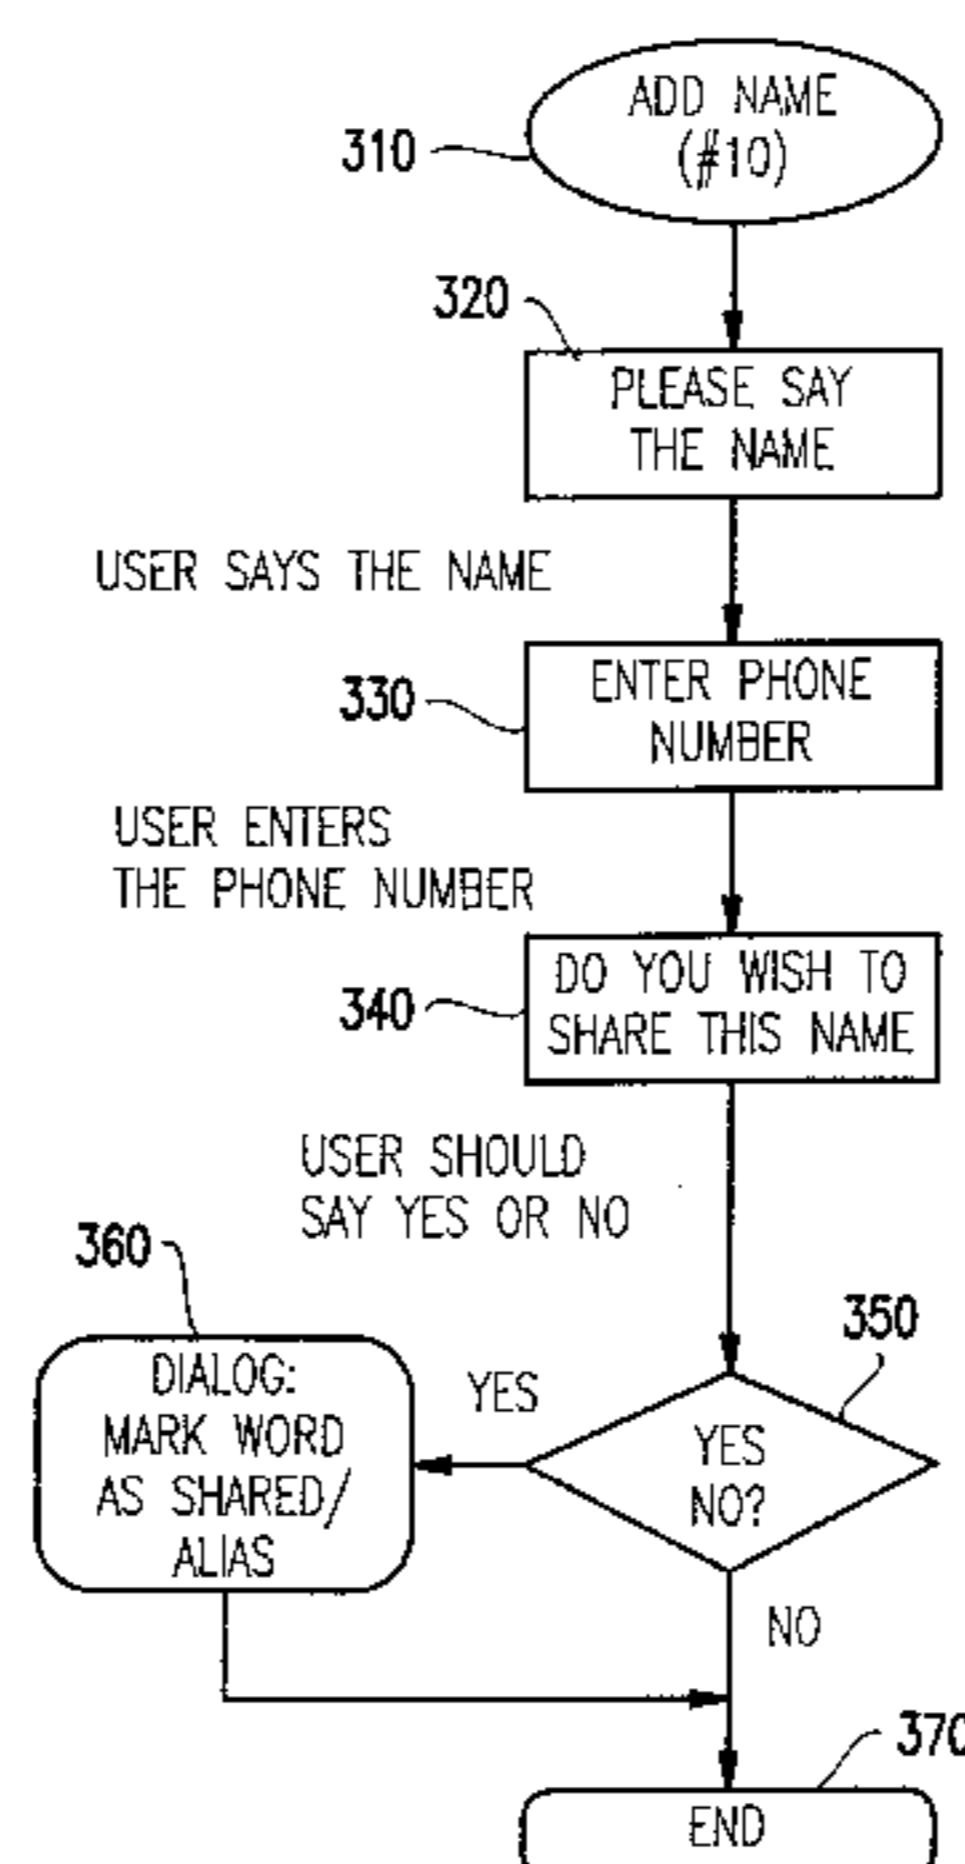 ADD NAME
(#10)
310
320
PLEASE SAY
THE NAME
USER SAYS THE NAME
330
ENTER PHONE
NUMBER
USER ENTERS
THE PHONE NUMBER
340
DO YOU WISH TO
SHARE THIS NAME
USER SHOULD
SAY YES OR NO
360
350
DIALOG:
MARK WORD
AS SHARED/
ALIAS
YES
YES
NO?
NO
370
END